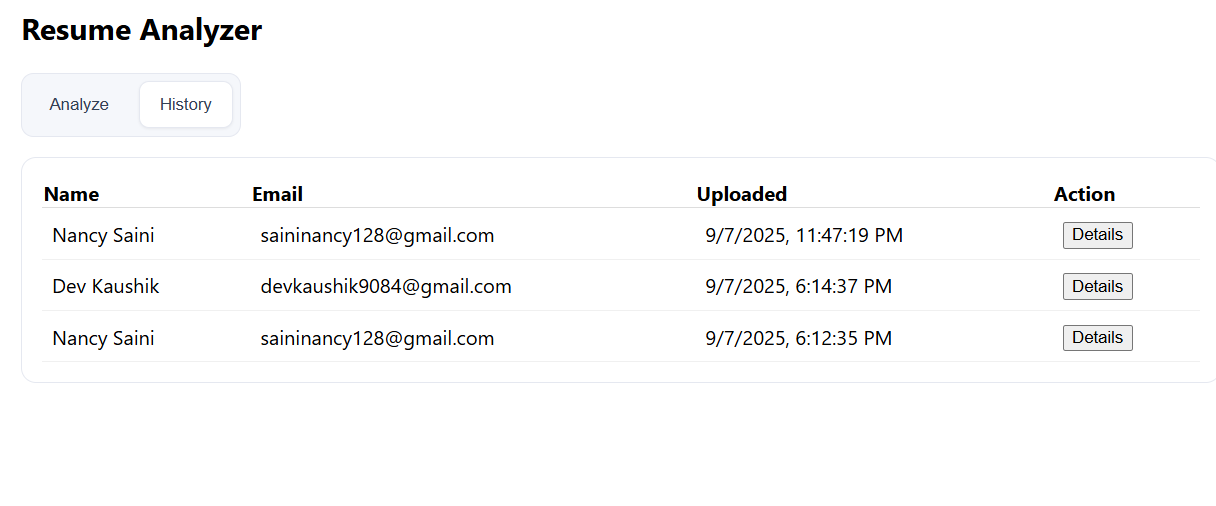 Resume Analyzer
Analyze History
Name Email Uploaded Action
Nancy Saini saininancy128@gmail.com 9/7/2025, 11:47:19 PM Details
Dev Kaushik devkaushik9084@gmail.com 9/7/2025, 6:14:37 PM Details
Nancy Saini saininancy128@gmail.com 9/7/2025, 6:12:35 PM Details